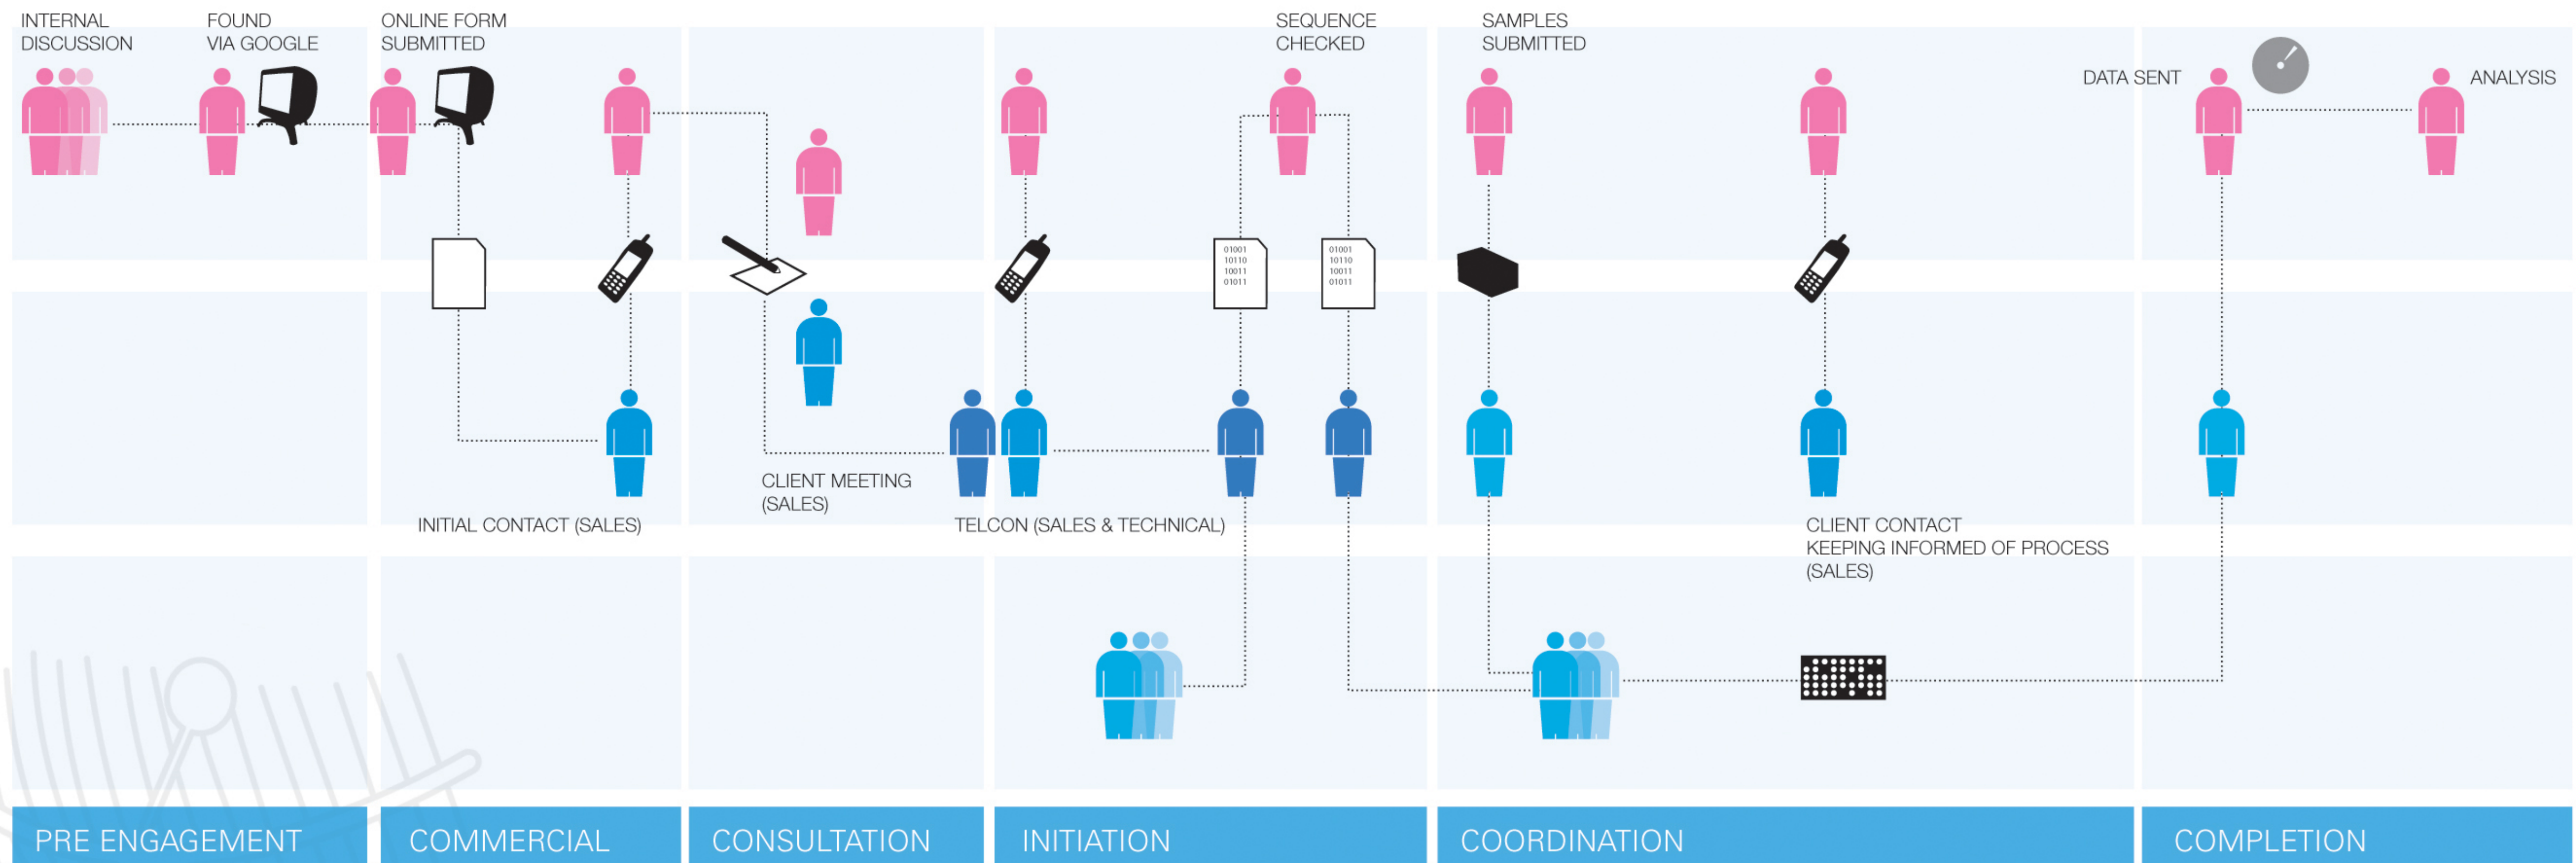 INTERNAL
DISCUSSION
FOUND
VIA GOOGLE
ONLINE FORM
SUBMITTED
SEQUENCE
CHECKED
SAMPLES
SUBMITTED
DATA SENT
ANALYSIS
01001
10110
10011
01011
01001
10110
10011
01011
CLIENT MEETING
(SALES)
INITIAL CONTACT (SALES)
TELCON (SALES & TECHNICAL)
CLIENT CONTACT
KEEPING INFORMED OF PROCESS
(SALES)
PRE ENGAGEMENT
COMMERCIAL
CONSULTATION
INITIATION
COORDINATION
COMPLETION